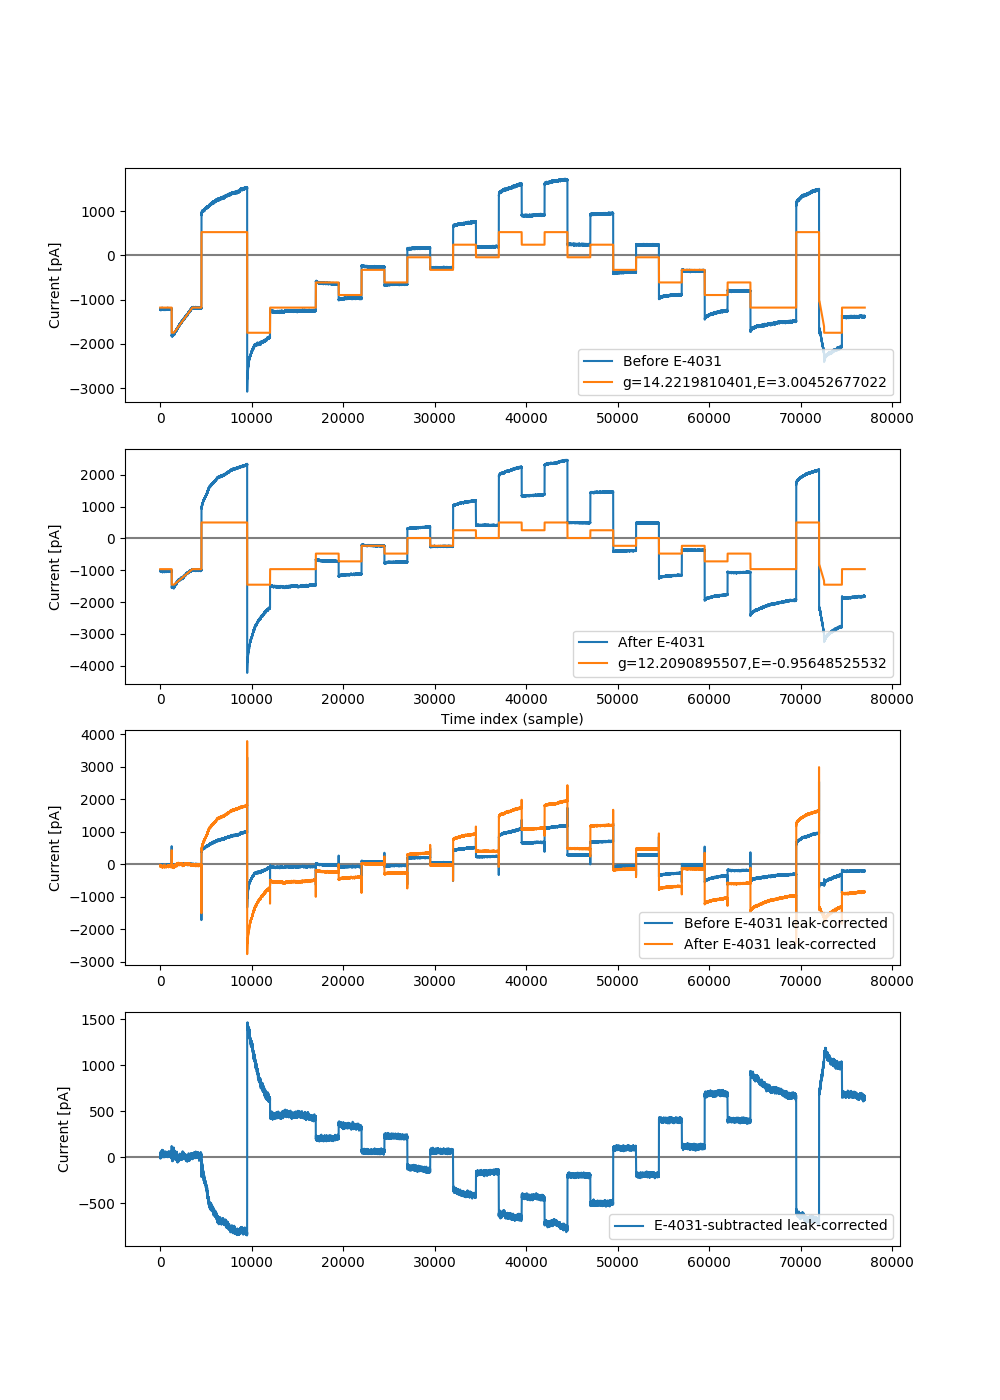 Current [pA]
1000
0
−1000
−2000
−3000
Before E-4031
g=14.2219810401,E=3.00452677022
0 10000 20000 30000 40000 50000 60000 70000 80000
Current [pA]
2000
1000
0
−1000
−2000
−3000
−4000
After E-4031
g=12.2090895507,E=-0.95648525532
0 10000 20000 30000 40000 50000 60000 70000 80000
Time index (sample)
Current [pA]
4000
3000
2000
1000
0
−1000
−2000
−3000
Before E-4031 leak-corrected
After E-4031 leak-corrected
0 10000 20000 30000 40000 50000 60000 70000 80000
Current [pA]
1500
1000
500
0
−500
E-4031-subtracted leak-corrected
0 10000 20000 30000 40000 50000 60000 70000 80000